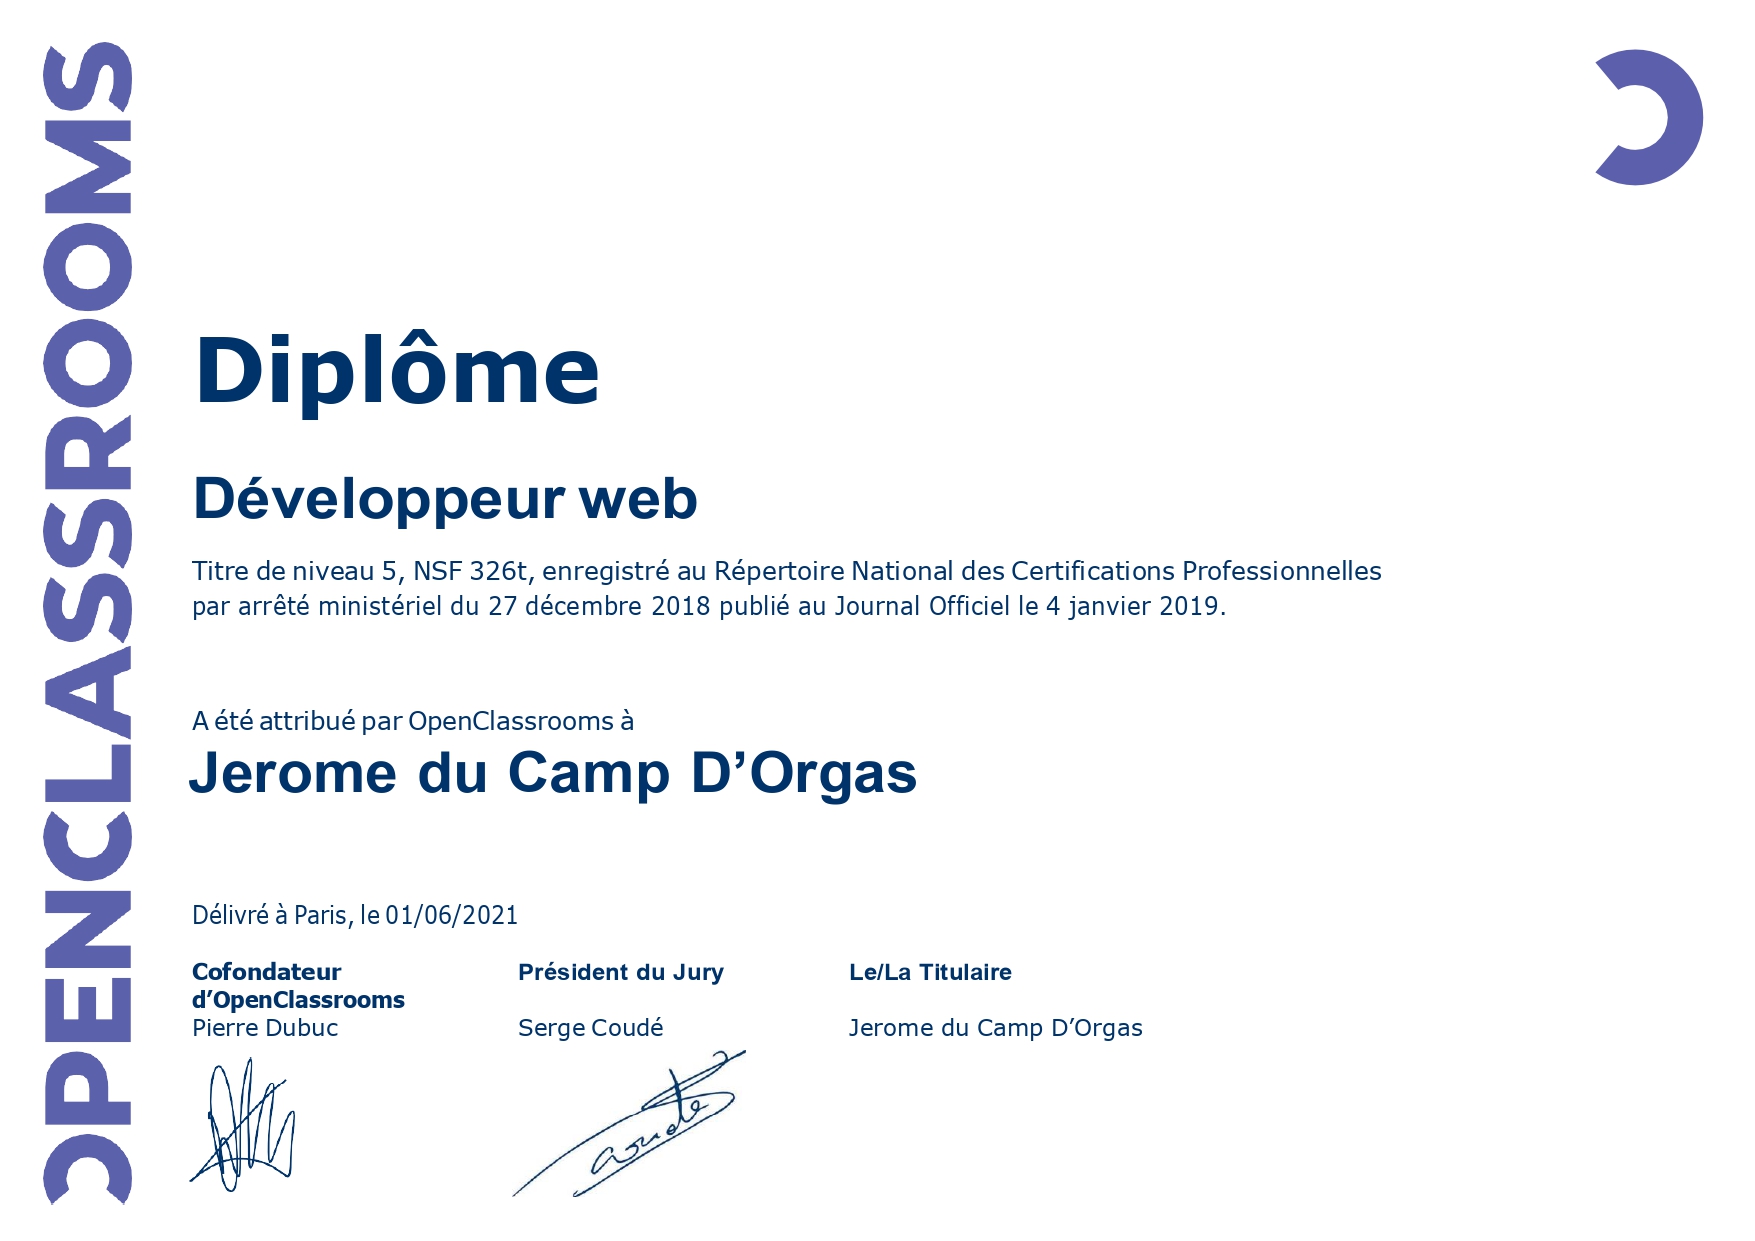 OPENCLASSROOMS
Diplôme
Développeur web
Titre de niveau 5, NSF 326t, enregistré au Répertoire National des Certifications Professionnelles
par arrêté ministériel du 27 décembre 2018 publié au Journal Officiel le 4 janvier 2019.
A été attribué par OpenClassrooms à
Jerome du Camp D’Orgas
Délivré à Paris, le 01/06/2021
Cofondateur
d’OpenClassrooms
Pierre Dubuc
Président du Jury
Serge Coudé
Coudé
Le/La Titulaire
Jerome du Camp D’Orgas